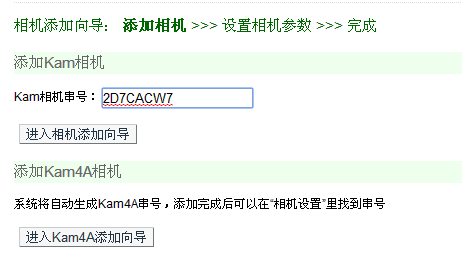 相机添加向导： 添加相机 >>> 设置相机参数 >>> 完成
添加Kam相机
Kam相机串号： 2D7CACW7
进入相机添加向导
添加Kam4A相机
系统将自动生成Kam4A串号，添加完成后可以在“相机设置”里找到串号
进入Kam4A添加向导